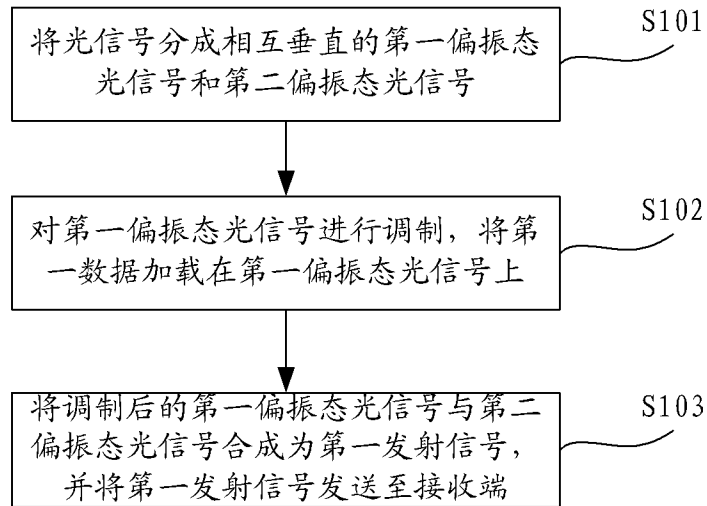 将光信号分成相互垂直的第一偏振态
光信号和第二偏振态光信号
S101
对第一偏振态光信号进行调制，将第
一数据加载在第一偏振态光信号上
S102
将调制后的第一偏振态光信号与第二
偏振态光信号合成为第一发射信号，
并将第一发射信号发送至接收端
S103